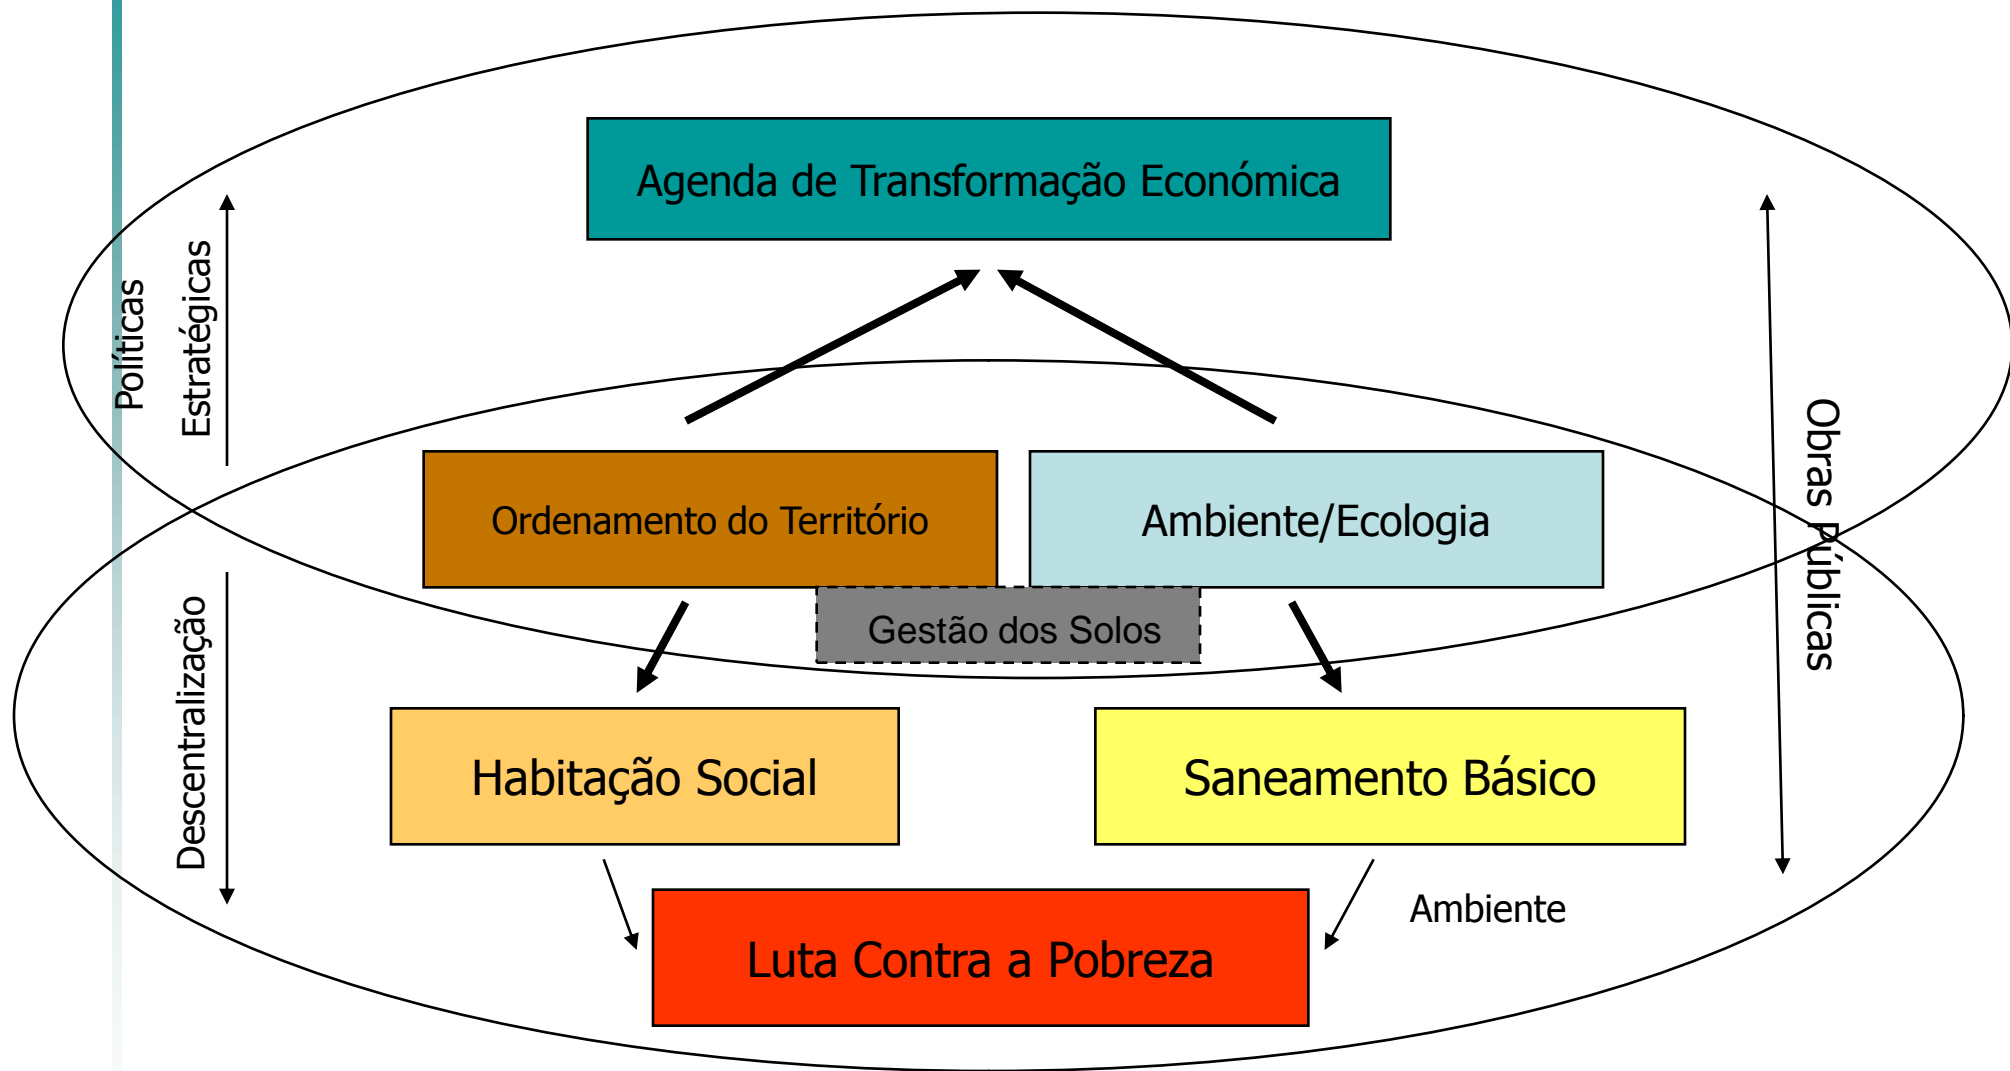 Agenda de Transformação Económica
Políticas
Estratégicas
Ordenamento do Território
Ambiente/Ecologia
Obras Públicas
Gestão dos Solos
Descentralização
Habitação Social
Saneamento Básico
Ambiente
Luta Contra a Pobreza